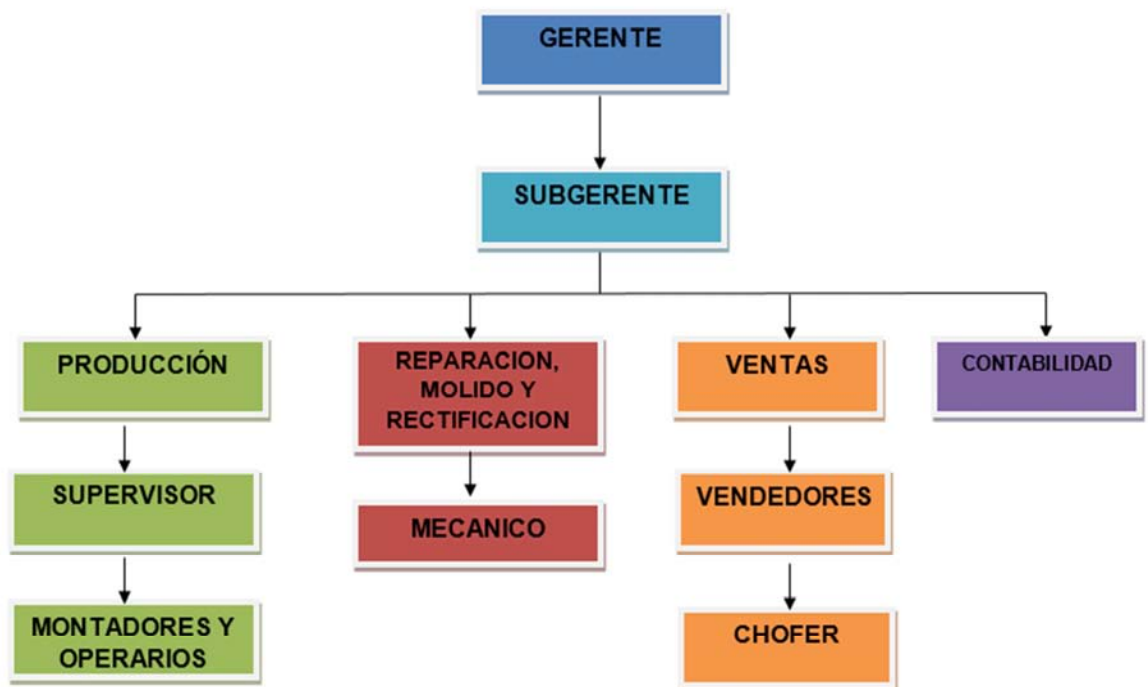 GERENTE
SUBGERENTE
PRODUCCIÓN
REPARACION,
MOLIDO Y
RECTIFICACION
VENTAS
CONTABILIDAD
SUPERVISOR
MECANICO
VENDEDORES
MONTADORES Y
OPERARIOS
CHOFER